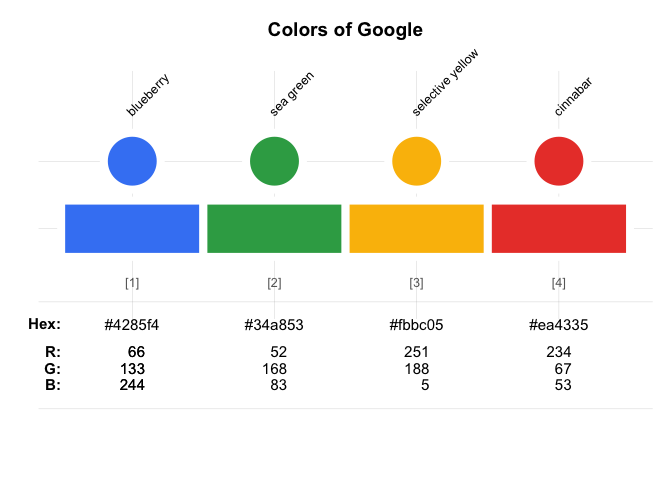 Colors of Google
blueberry sea green selective yellow cinnabar
[1] [2] [3] [4]
Hex: #4285f4 #34a853 #fbbc05 #ea4335
R: 66 52 251 234
G: 133 168 188 67
B: 244 83 5 53